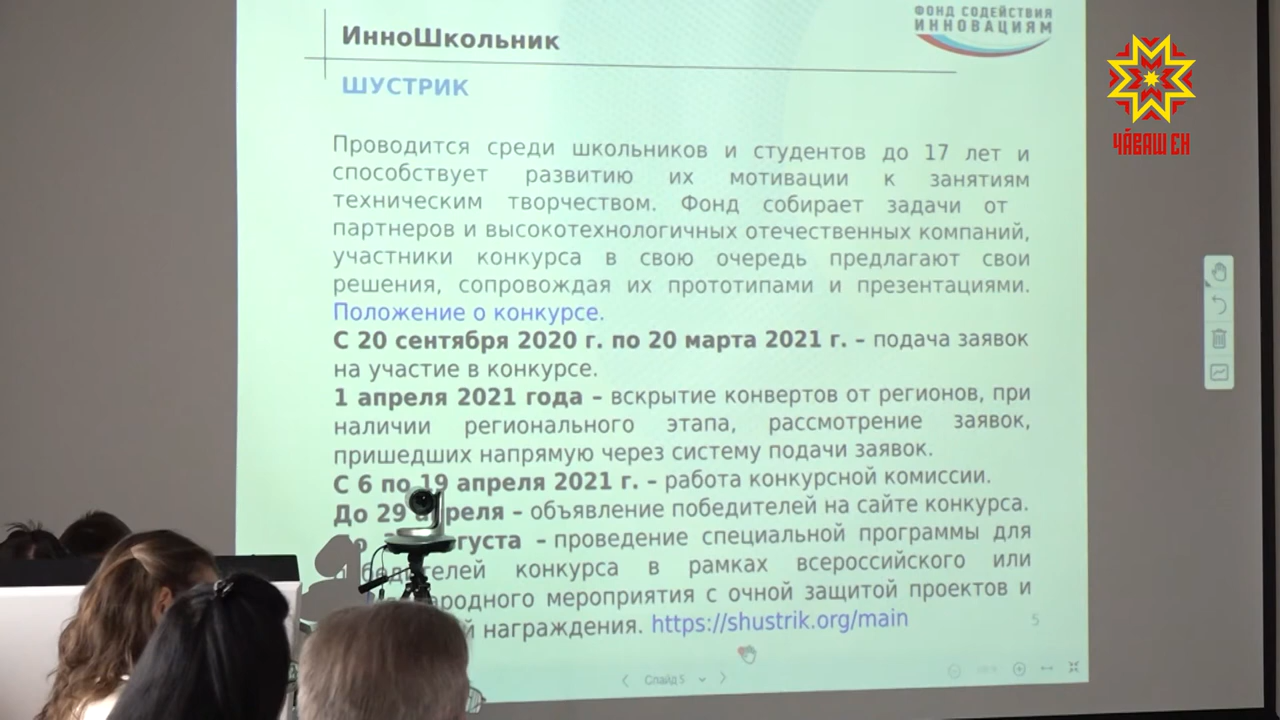 ИнноШкольник
ФОНД СОДЕЙСТВИЯ
ИННОВАЦИЯМ
ЧӐВАШ ЕН
ШУСТРИК
Проводится среди школьников и студентов до 17 лет и
способствует развитию их мотивации к занятиям
техническим творчеством. Фонд собирает задачи от
партнеров и высокотехнологичных отечественных компаний,
участники конкурса в свою очередь предлагают свои
решения, сопровождая их прототипами и презентациями.
Положение о конкурсе.
С 20 сентября 2020 г. по 20 марта 2021 г. – подача заявок
на участие в конкурсе.
1 апреля 2021 года – вскрытие конвертов от регионов, при
наличии регионального этапа, рассмотрение заявок,
пришедших напрямую через систему подачи заявок.
С 6 по 19 апреля 2021 г. – работа конкурсной комиссии.
До 29 апреля – объявление победителей на сайте конкурса.
– проведение специальной программы для
конкурса в рамках всероссийского или
мероприятия с очной защитой проектов и
награждения. https://shustrik.org/main
5
Слайд 5